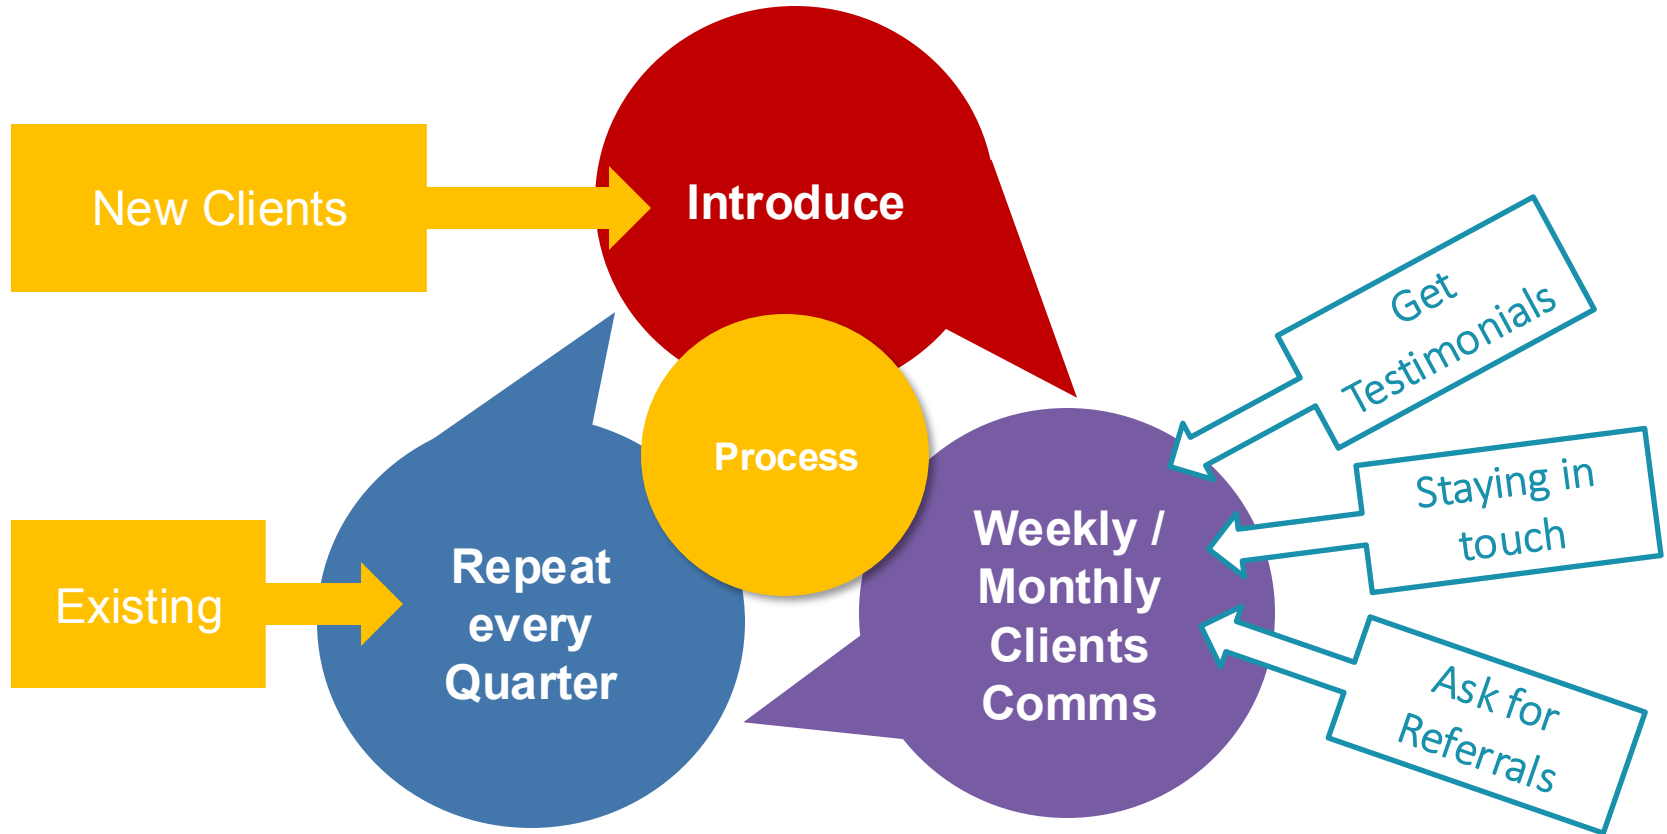 New Clients
Introduce
Get
Testimonials
Process
Staying in
touch
Weekly /
Monthly
Clients
Comms
Existing
Repeat
every
Quarter
Ask for
Referrals